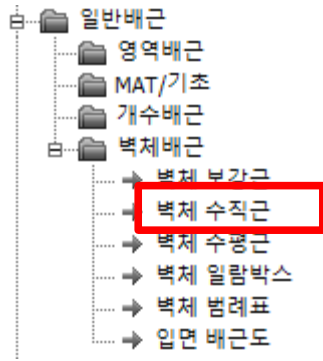 일반배근
영역배근
MAT/기초
개수배근
벽체배근
벽체 보강근
벽체 수직근
벽체 수평근
벽체 일람박스
벽체 범례표
입면 배근도